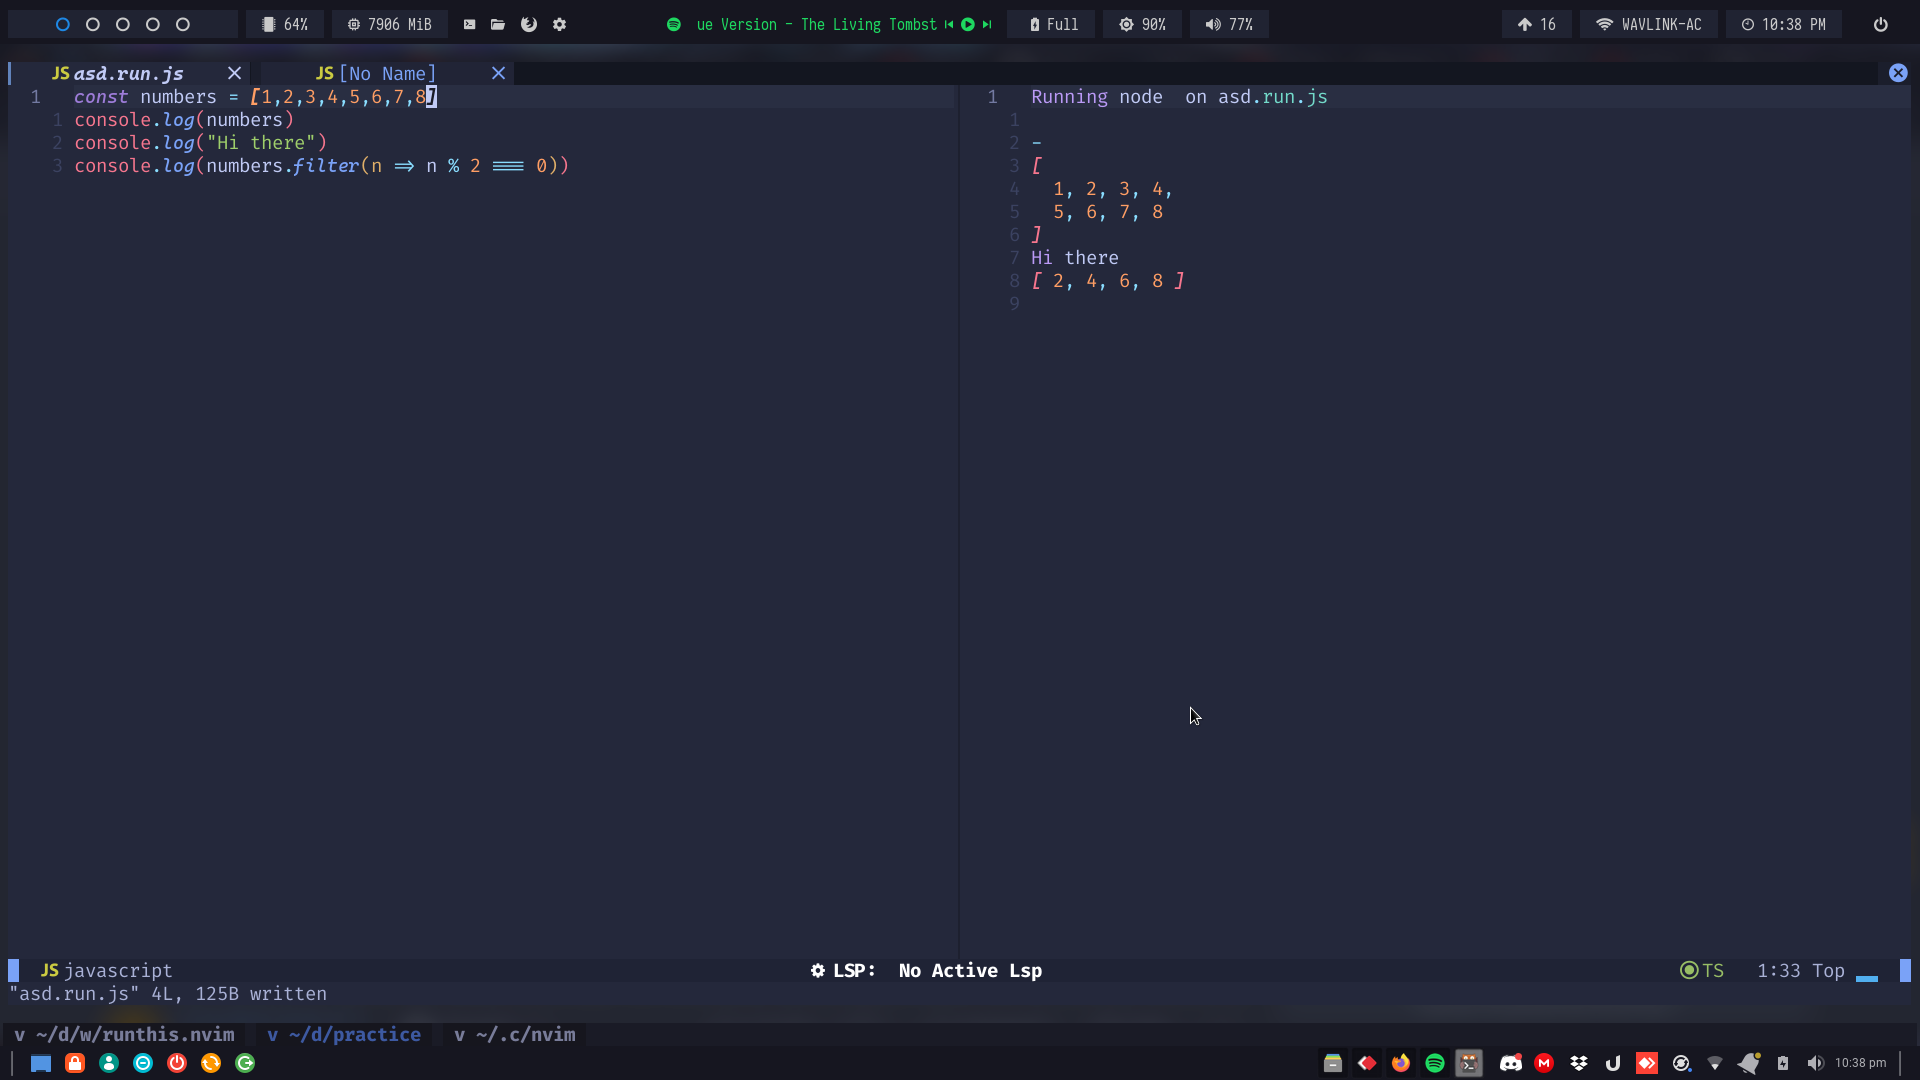 64% 7906 MiB ue Version - The Living Tombst Full 90% 77% 16 WAVLINK-AC 10:38 PM
JS asd.run.js JS [No Name]
1 const numbers = [1,2,3,4,5,6,7,8]
1 console.log(numbers)
2 console.log("Hi there")
3 console.log(numbers.filter(n => n % 2 === 0))
1 Running node  on asd.run.js
1
2 -
3 [
4   1, 2, 3, 4,
5   5, 6, 7, 8
6 ]
7 Hi there
8 [ 2, 4, 6, 8 ]
9
JS javascript LSP: No Active Lsp TS 1:33 Top
"asd.run.js" 4L, 125B written
v ~/d/w/runthis.nvim v ~/d/practice v ~/.c/nvim
10:38 pm